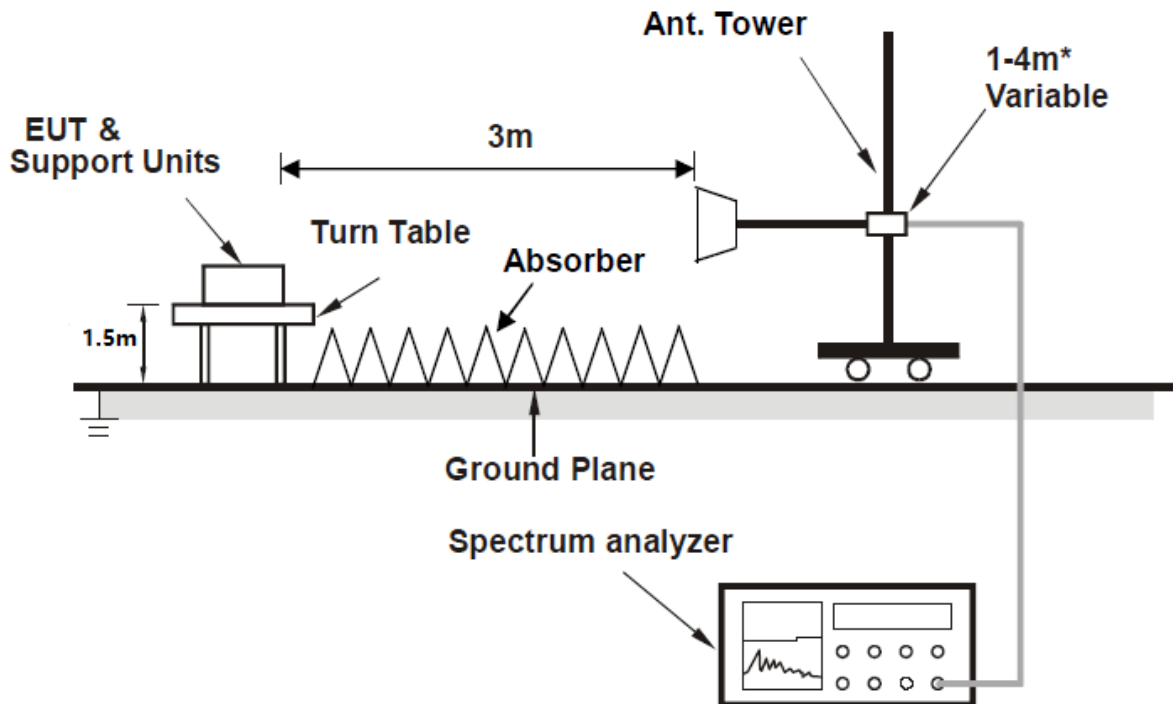 Ant. Tower
1-4m*
Variable
EUT &
Support Units
3m
Turn Table
Absorber
1.5m
Ground Plane
Spectrum analyzer